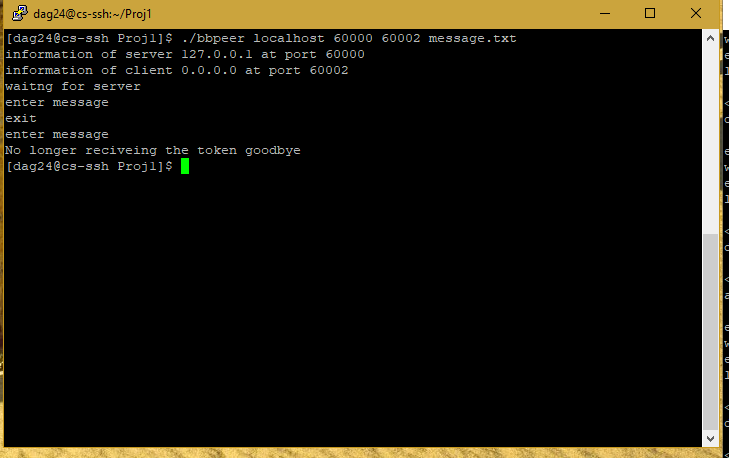 dag24@cs-ssh:~/Proj1
[dag24@cs-ssh Proj1]$ ./bbpeer localhost 60000 60002 message.txt
information of server 127.0.0.1 at port 60000
information of client 0.0.0.0 at port 60002
waitng for server
enter message
exit
enter message
No longer reciveing the token goodbye
[dag24@cs-ssh Proj1]$